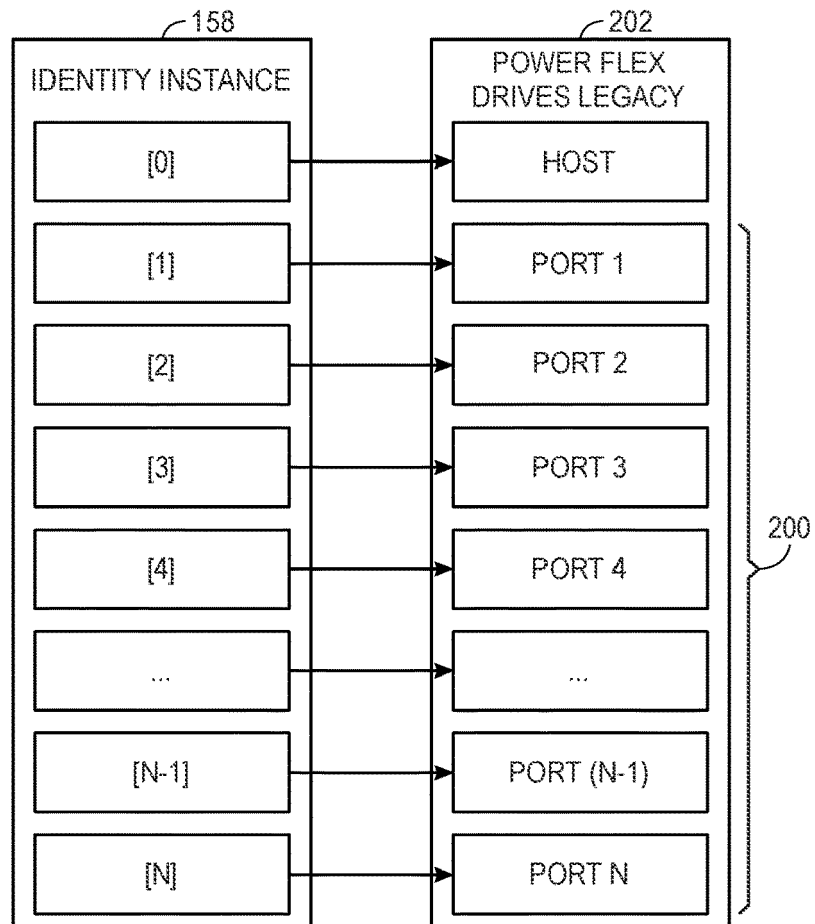 158
202
IDENTITY INSTANCE
POWER FLEX
DRIVES LEGACY
[0]
HOST
[1]
PORT 1
[2]
PORT 2
[3]
PORT 3
[4]
PORT 4
200
...
...
[N-1]
PORT (N-1)
[N]
PORT N